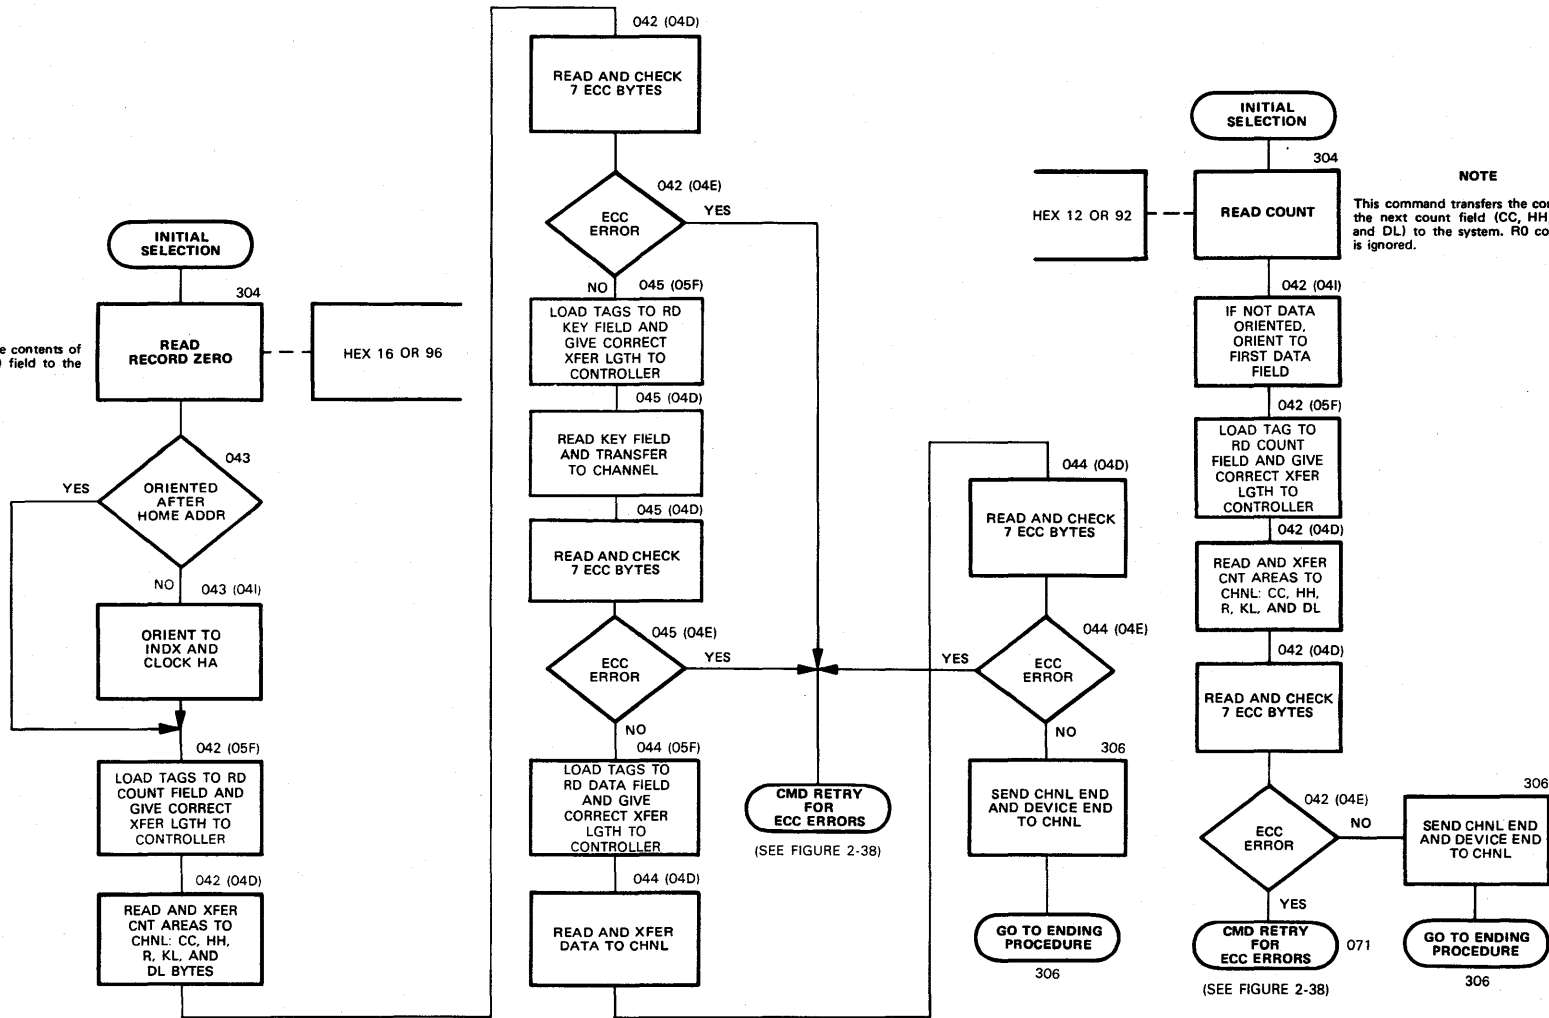 INITIAL
SELECTION
304
READ
RECORD ZERO
HEX 16 OR 96
e contents of
) field to the
043
YES
ORIENTED
AFTER
HOME ADDR
NO
043 (04I)
ORIENT TO
INDX AND
CLOCK HA
042 (05F)
LOAD TAGS TO RD
COUNT FIELD AND
GIVE CORRECT
XFER LGTH TO
CONTROLLER
042 (04D)
READ AND XFER
CNT AREAS TO
CHNL: CC, HH,
R, KL, AND
DL BYTES
042 (04D)
READ AND CHECK
7 ECC BYTES
042 (04E)
ECC
ERROR
YES
NO
045 (05F)
LOAD TAGS TO RD
KEY FIELD AND
GIVE CORRECT
XFER LGTH TO
CONTROLLER
045 (04D)
READ KEY FIELD
AND TRANSFER
TO CHANNEL
045 (04D)
READ AND CHECK
7 ECC BYTES
045 (04E)
ECC
ERROR
YES
NO
044 (05F)
LOAD TAGS TO
RD DATA FIELD
AND GIVE
CORRECT XFER
LGTH TO
CONTROLLER
044 (04D)
READ AND XFER
DATA TO CHNL
CMD RETRY
FOR
ECC ERRORS
(SEE FIGURE 2-38)
044 (04D)
READ AND CHECK
7 ECC BYTES
044 (04E)
YES
ECC
ERROR
NO
306
SEND CHNL END
AND DEVICE END
TO CHNL
GO TO ENDING
PROCEDURE
306
INITIAL
SELECTION
304
HEX 12 OR 92
READ COUNT
NOTE
This command transfers the co
the next count field (CC, HH
and DL) to the system. R0 co
is ignored.
042 (04I)
IF NOT DATA
ORIENTED,
ORIENT TO
FIRST DATA
FIELD
042 (05F)
LOAD TAG TO
RD COUNT
FIELD AND GIVE
CORRECT XFER
LGTH TO
CONTROLLER
042 (04D)
READ AND XFER
CNT AREAS TO
CHNL: CC, HH,
R, KL, AND DL
042 (04D)
READ AND CHECK
7 ECC BYTES
042 (04E)
ECC
ERROR
NO
YES
306
SEND CHNL END
AND DEVICE END
TO CHNL
CMD RETRY
FOR
ECC ERRORS
071
(SEE FIGURE 2-38)
GO TO ENDING
PROCEDURE
306